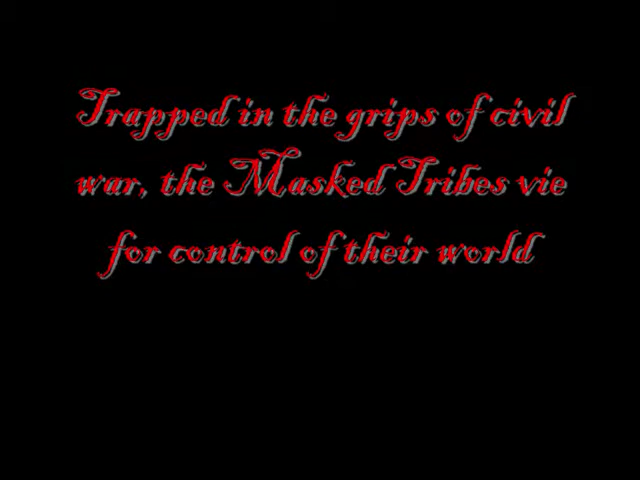 Trapped in the grips of civil
war, the Masked Tribes vie
for control of their world